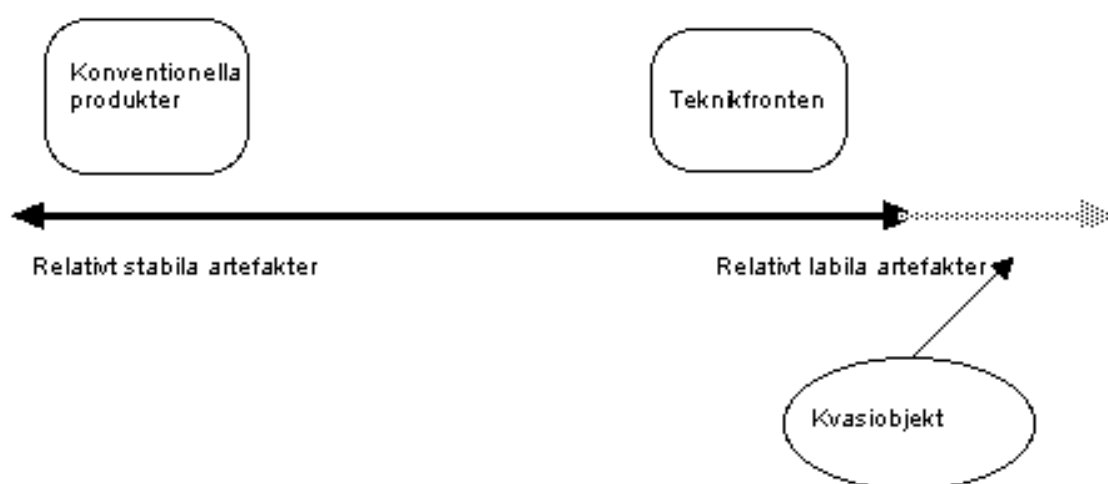 Konventionella
produkter
Teknikfronten
Relativt stabila artefakter
Relativt labila artefakter
Kvasiobjekt